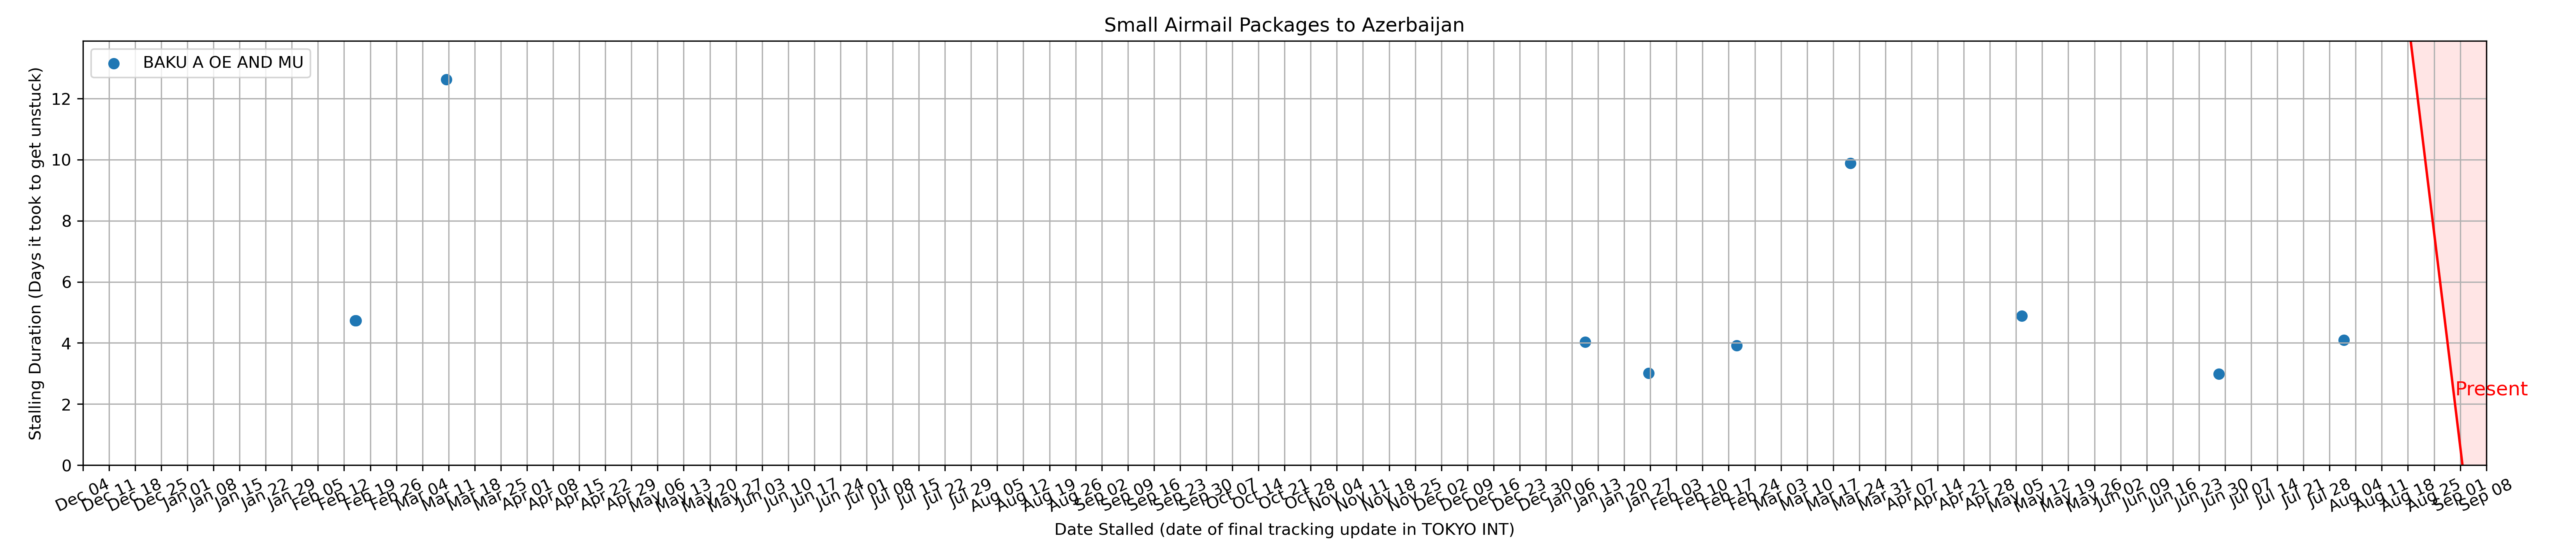 Small Airmail Packages to Azerbaijan
BAKU A OE AND MU
Stalling Duration (Days it took to get unstuck)
12
10
8
6
4
2
0
Present
Dec 04
Dec 11
Dec 18
Dec 25
Jan 01
Jan 08
Jan 15
Jan 22
Jan 29
Feb 05
Feb 12
Feb 19
Feb 26
Mar 04
Mar 11
Mar 18
Mar 25
Apr 01
Apr 08
Apr 15
Apr 22
Apr 29
May 06
May 13
May 20
May 27
Jun 03
Jun 10
Jun 17
Jun 24
Jul 01
Jul 08
Jul 15
Jul 22
Jul 29
Aug 05
Aug 12
Aug 19
Aug 26
Sep 02
Sep 09
Sep 16
Sep 23
Sep 30
Oct 07
Oct 14
Oct 21
Oct 28
Nov 04
Nov 11
Nov 18
Nov 25
Dec 02
Dec 09
Dec 16
Dec 23
Dec 30
Jan 06
Jan 13
Jan 20
Jan 27
Feb 03
Feb 10
Feb 17
Feb 24
Mar 03
Mar 10
Mar 17
Mar 24
Mar 31
Apr 07
Apr 14
Apr 21
Apr 28
May 05
May 12
May 19
May 26
Jun 02
Jun 09
Jun 16
Jun 23
Jun 30
Jul 07
Jul 14
Jul 21
Jul 28
Aug 04
Aug 11
Aug 18
Aug 25
Sep 01
Sep 08
Date Stalled (date of final tracking update in TOKYO INT)